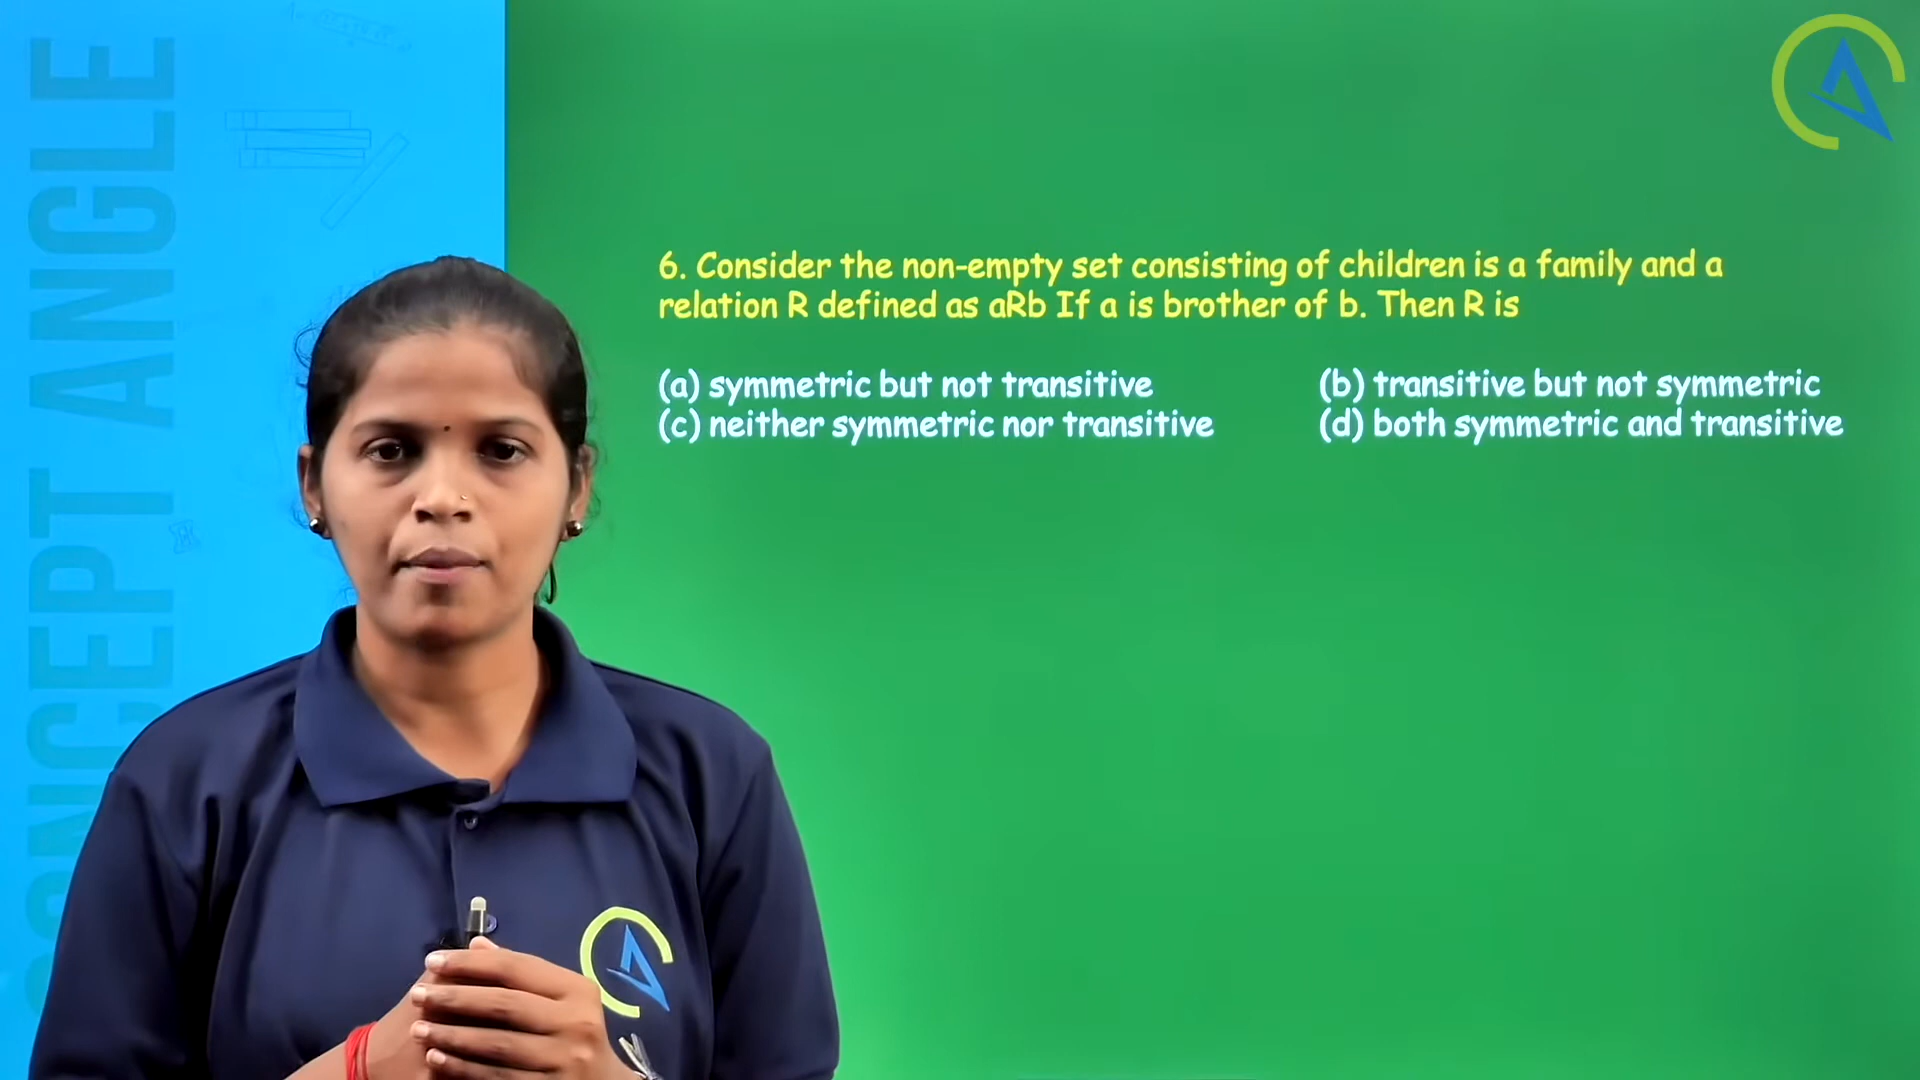 CONCEPT ANGLE
6. Consider the non-empty set consisting of children is a family and a
relation R defined as aRb If a is brother of b. Then R is
(a) symmetric but not transitive
(b) transitive but not symmetric
(c) neither symmetric nor transitive
(d) both symmetric and transitive